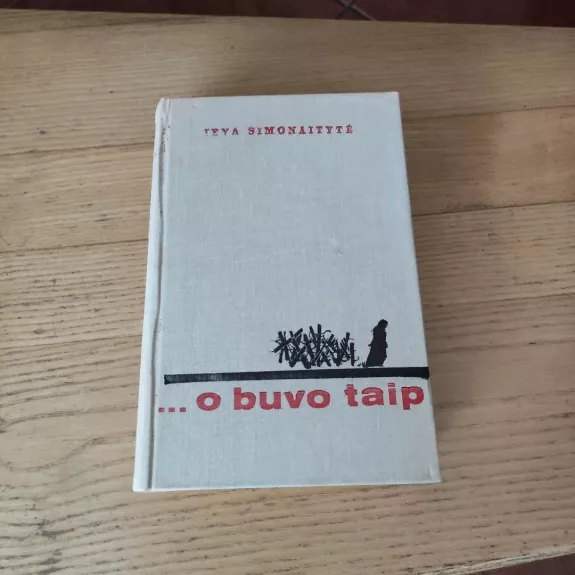 IEVA SIMONAITYTĖ
... o buvo taip